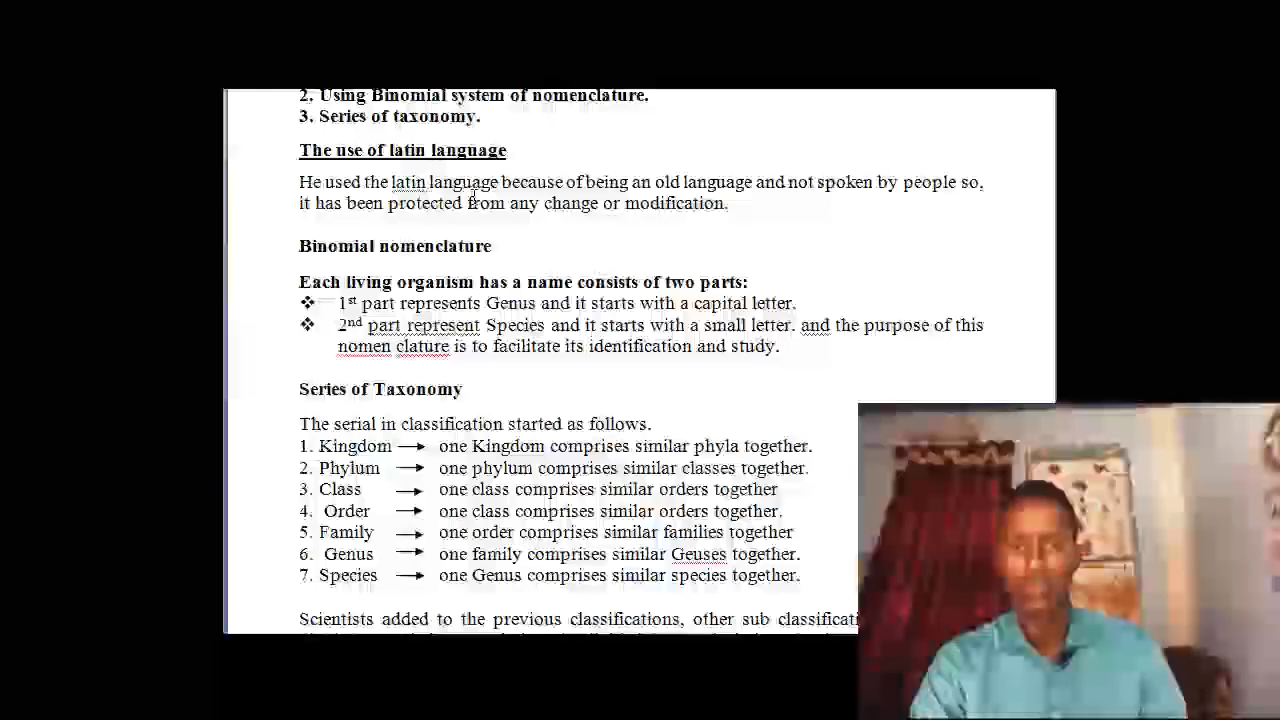 2. Using Binomial system of nomenclature.
3. Series of taxonomy.
The use of latin language
He used the latin language because of being an old language and not spoken by people so,
it has been protected from any change or modification.
Binomial nomenclature
Each living organism has a name consists of two parts:
❖ 1st part represents Genus and it starts with a capital letter.
❖ 2nd part represent Species and it starts with a small letter. and the purpose of this
nomen clature is to facilitate its identification and study.
Series of Taxonomy
The serial in classification started as follows.
1. Kingdom → one Kingdom comprises similar phyla together.
2. Phylum → one phylum comprises similar classes together.
3. Class → one class comprises similar orders together
4. Order → one class comprises similar orders together.
5. Family → one order comprises similar families together
6. Genus → one family comprises similar Geuses together.
7. Species → one Genus comprises similar species together.
Scientists added to the previous classifications, other sub